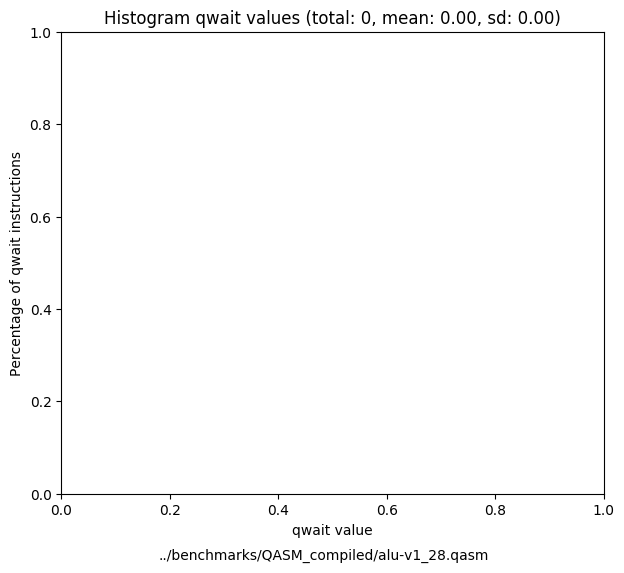 Histogram qwait values (total: 0, mean: 0.00, sd: 0.00)
Percentage of qwait instructions
1.0
0.8
0.6
0.4
0.2
0.0
0.0 0.2 0.4 0.6 0.8 1.0
qwait value
../benchmarks/QASM_compiled/alu-v1_28.qasm